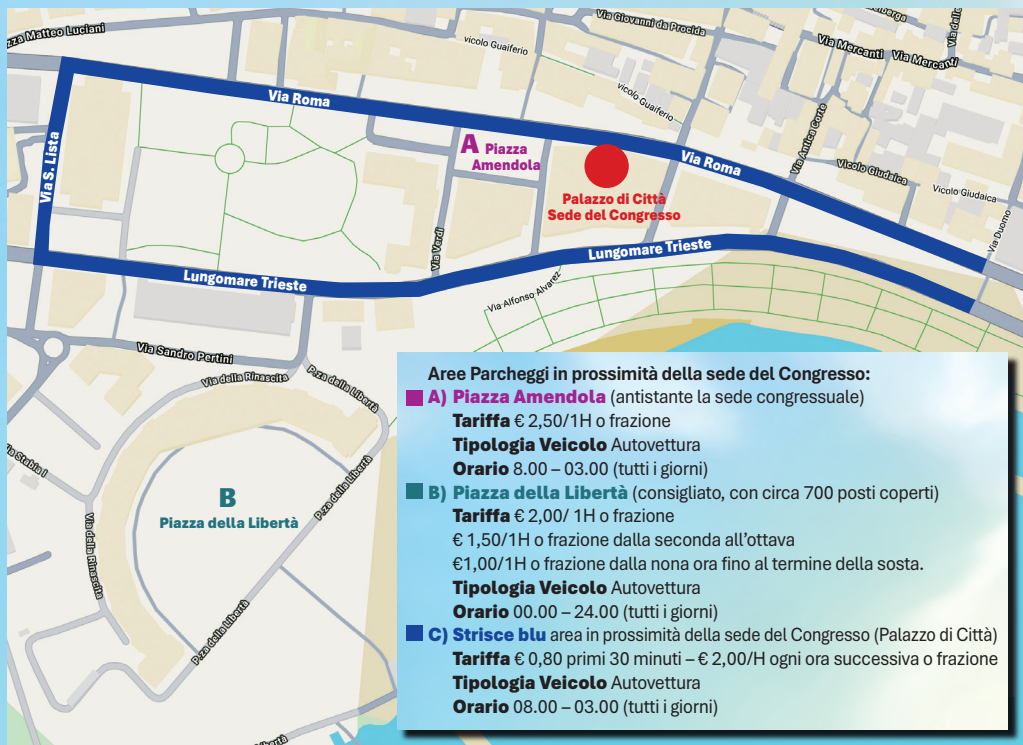 zza Matteo Luciani
Via Giovanni da Procida
vicolo Guaiferio
Via Mercanti
Via Mercanti
vicolo Guaiferio
Via Roma
A Piazza
Amendola
Via S. Lista
Via Roma
Via Antica Corte
Vicolo Giudaica
Vicolo Giudaica
Palazzo di Città
Sede del Congresso
Via Duomo
Via Verdi
Lungomare Trieste
Lungomare Trieste
Via Alfonso Alvarez
Via Sandro Pertini
Via della Rinascita
P.za della Libertà
Via Stabia I
B
Piazza della Libertà
P.za della Libertà
Via della Rinascita
P.za della Libertà
Libertà
Aree Parcheggi in prossimità della sede del Congresso:
A) Piazza Amendola (antistante la sede congressuale)
Tariffa € 2,50/1H o frazione
Tipologia Veicolo Autovettura
Orario 8.00 – 03.00 (tutti i giorni)
B) Piazza della Libertà (consigliato, con circa 700 posti coperti)
Tariffa € 2,00/ 1H o frazione
€ 1,50/1H o frazione dalla seconda all’ottava
€1,00/1H o frazione dalla nona ora fino al termine della sosta.
Tipologia Veicolo Autovettura
Orario 00.00 – 24.00 (tutti i giorni)
C) Strisce blu area in prossimità della sede del Congresso (Palazzo di Città)
Tariffa € 0,80 primi 30 minuti – € 2,00/H ogni ora successiva o frazione
Tipologia Veicolo Autovettura
Orario 08.00 – 03.00 (tutti i giorni)